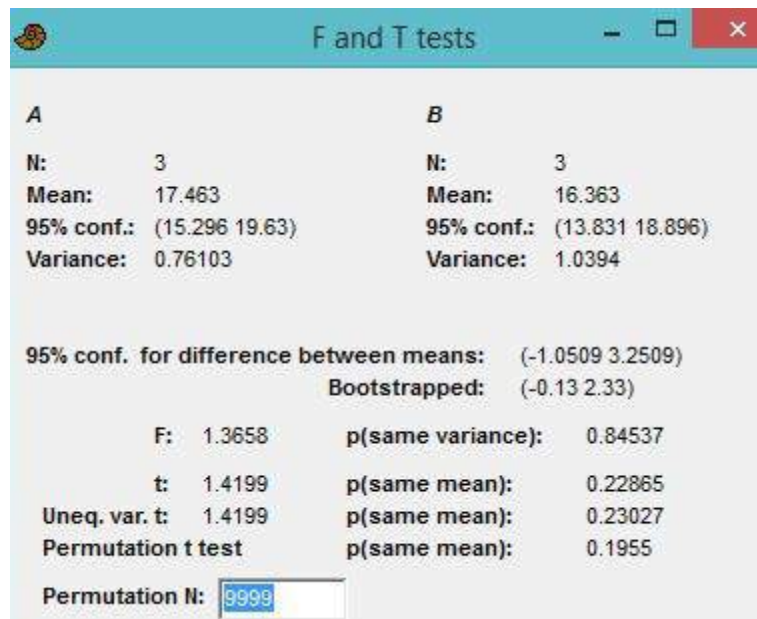 F and T tests
A B
N: 3 N: 3
Mean: 17.463 Mean: 16.363
95% conf.: (15.296 19.63) 95% conf.: (13.831 18.896)
Variance: 0.76103 Variance: 1.0394
95% conf. for difference between means: (-1.0509 3.2509)
Bootstrapped: (-0.13 2.33)
F: 1.3658 p(same variance): 0.84537
t: 1.4199 p(same mean): 0.22865
Uneq. var. t: 1.4199 p(same mean): 0.23027
Permutation t test p(same mean): 0.1955
Permutation N: 9999